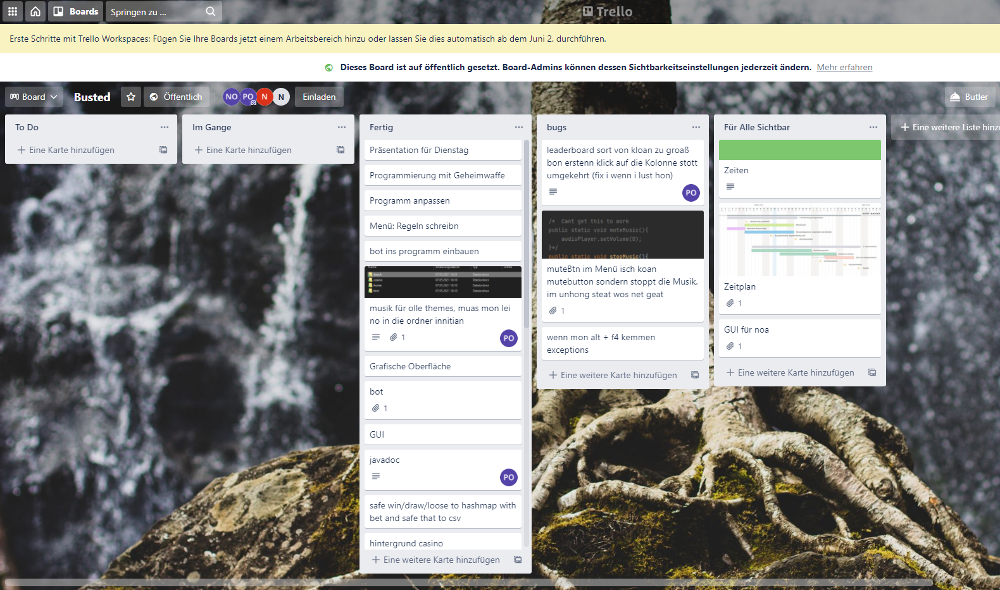 Boards
Springen zu ...
Trello
Erste Schritte mit Trello Workspaces: Fügen Sie Ihre Boards jetzt einem Arbeitsbereich hinzu oder lassen Sie dies automatisch ab dem Juni 2. durchführen.
Dieses Board ist auf öffentlich gesetzt. Board-Admins können dessen Sichtbarkeitseinstellungen jederzeit ändern. Mehr erfahren
Board
Busted
Öffentlich
NO PO N N
Einladen
Butler
To Do
Eine Karte hinzufügen
Im Gange
Eine Karte hinzufügen
Fertig
Präsentation für Dienstag
Programmierung mit Geheimwaffe
Programm anpassen
Menü: Regeln schreibn
bot ins programm einbauen
musik für olle themes, muas mon lei
no in die ordner innitian
1
PO
Grafische Oberfläche
bot
1
GUI
javadoc
PO
safe win/draw/loose to hashmap with
bet and safe that to csv
hintergrund casino
Eine weitere Karte hinzufügen
bugs
leaderboard sort von kloan zu groaß
bon erstenn klick auf die Kolonne stott
umgekehrt (fix i wenn i lust hon)
PO
/* Cant get this to work
public static void muteMusic(){
audioPlayer.setVolume(0);
}*/
public static void stopMusic(){
muteBtn im Menü isch koan
mutebutton sondern stoppt die Musik.
im unhong steat wos net geat
1
wenn mon alt + f4 kemmen
exceptions
Eine weitere Karte hinzufügen
Für Alle Sichtbar
Zeiten
Zeitplan
1
GUI für noa
1
Eine weitere Karte hinzufügen
Eine weitere Liste hinzu